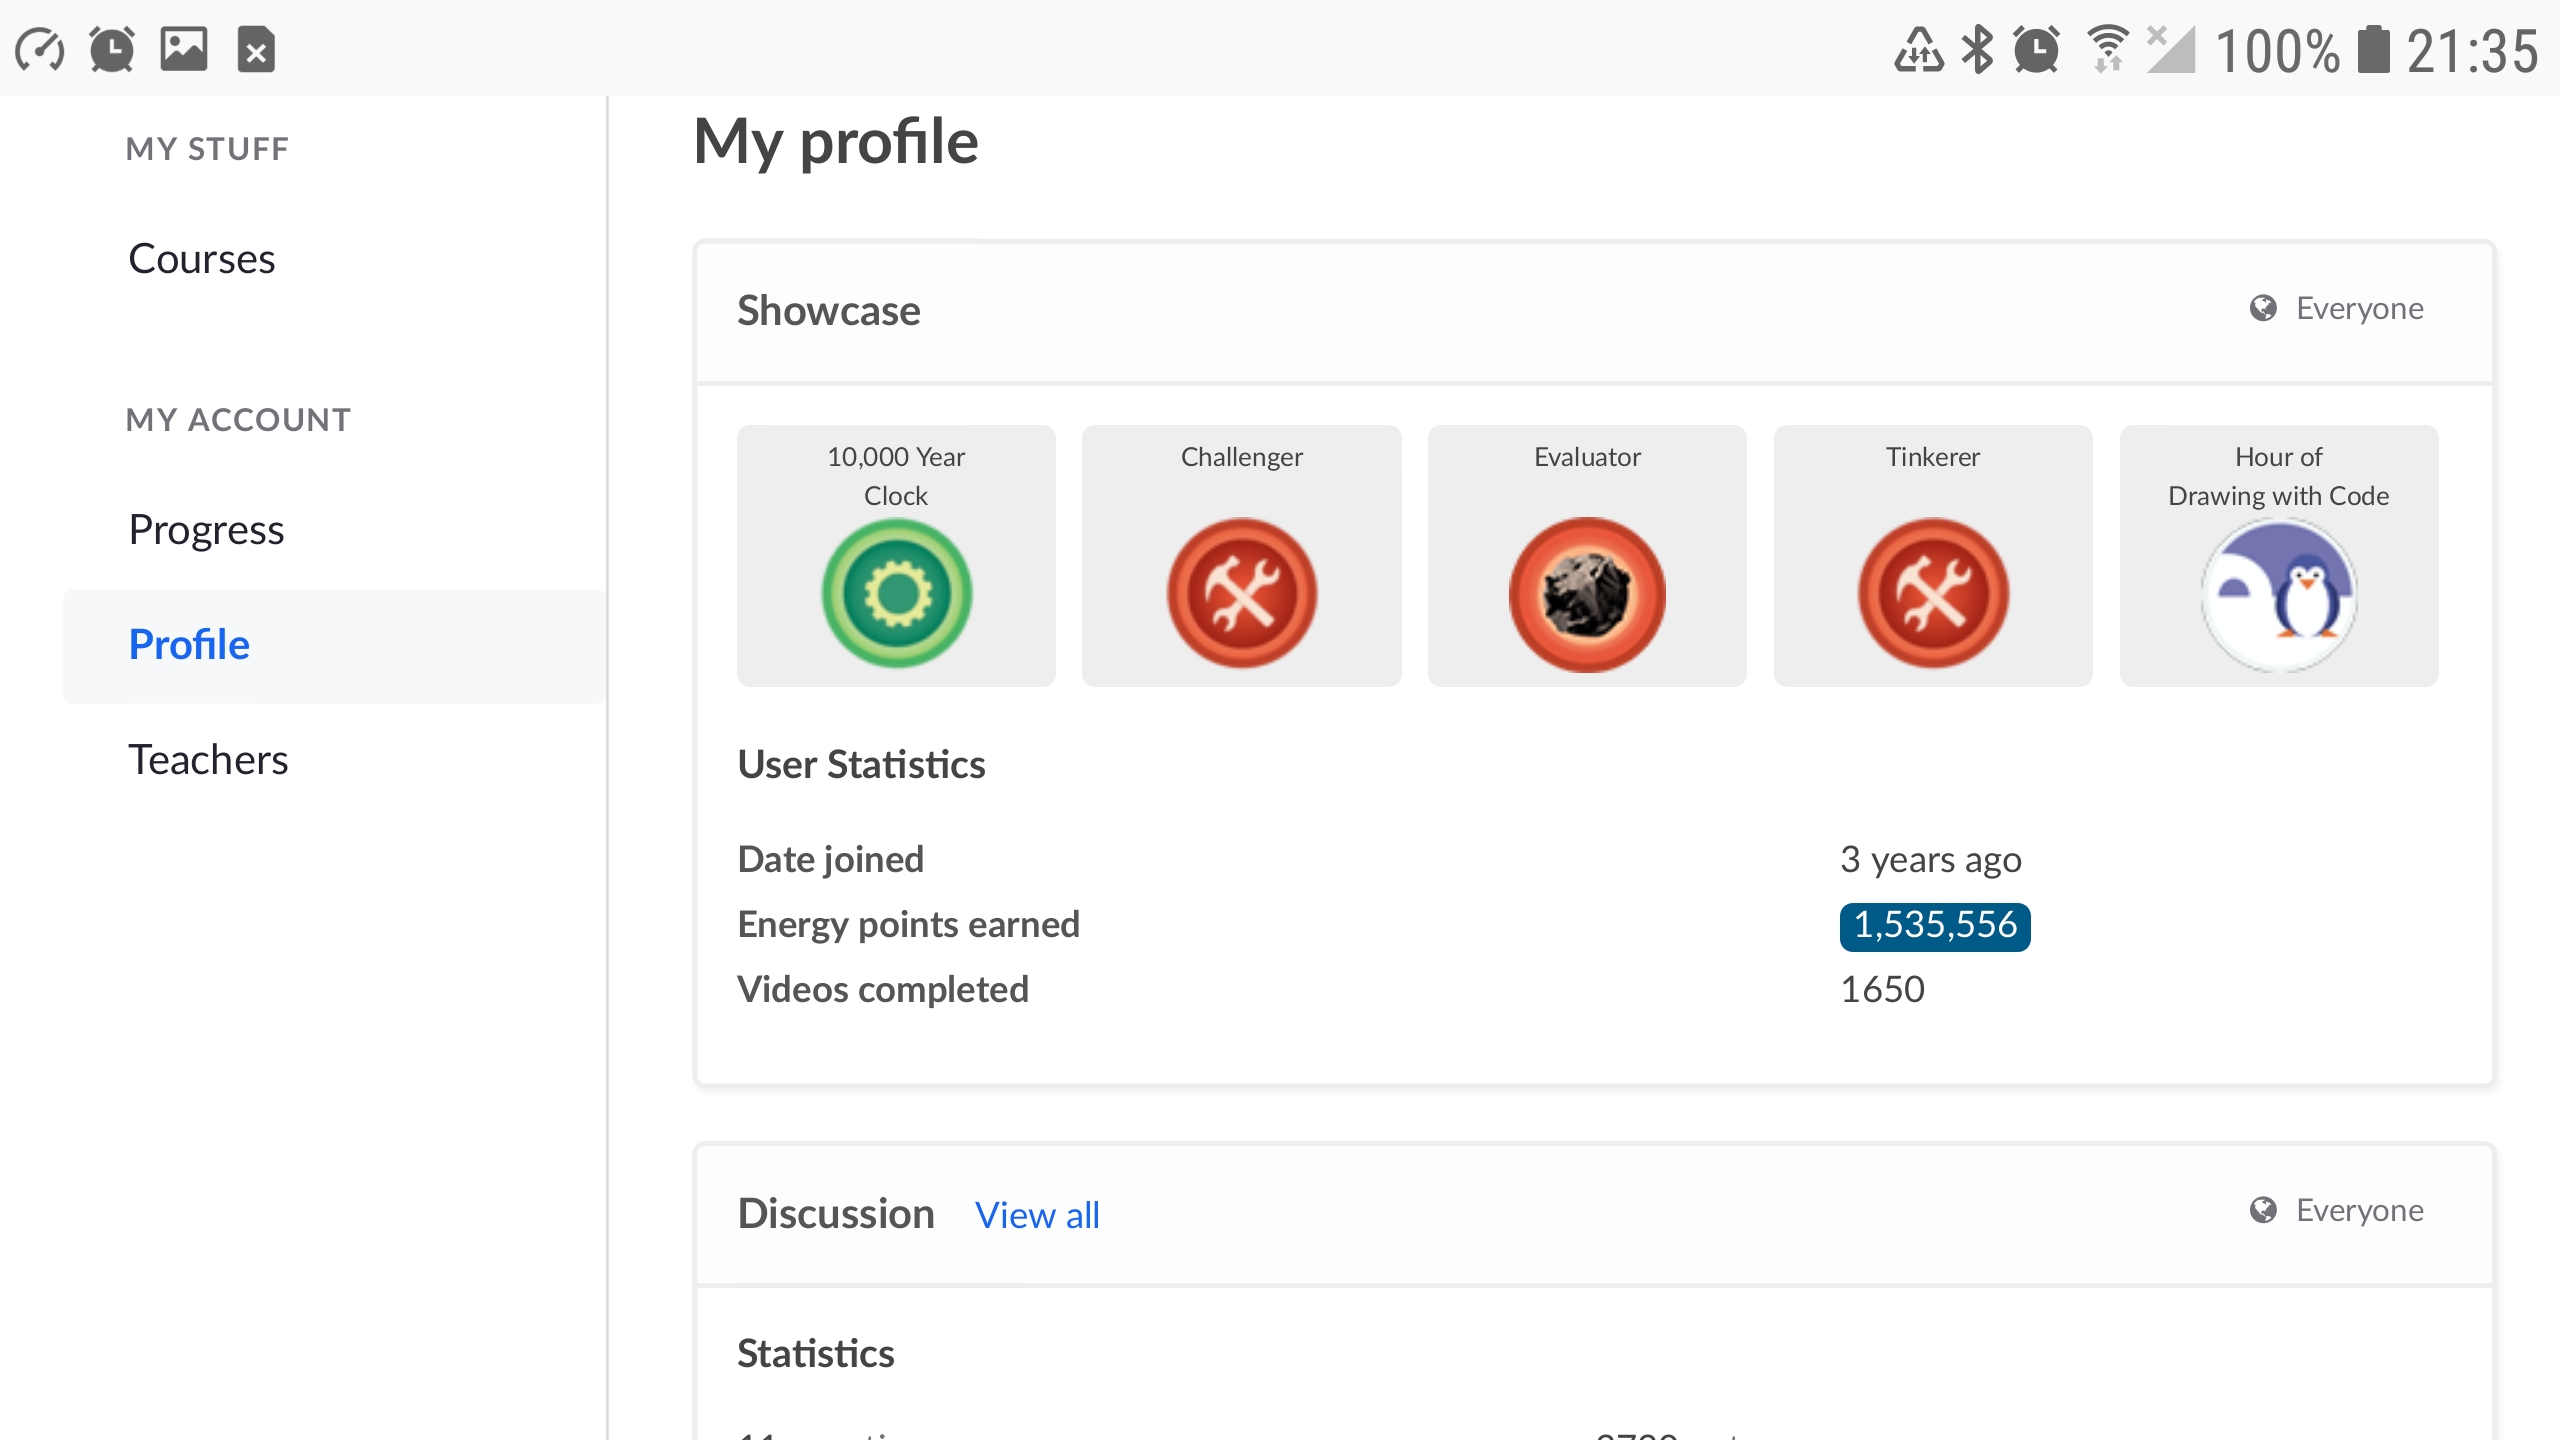 100% 21:35
MY STUFF
Courses
MY ACCOUNT
Progress
Profile
Teachers
My profile
Showcase
Everyone
10,000 Year
Clock
Challenger
Evaluator
Tinkerer
Hour of
Drawing with Code
User Statistics
Date joined
3 years ago
Energy points earned
1,535,556
Videos completed
1650
Discussion View all
Everyone
Statistics